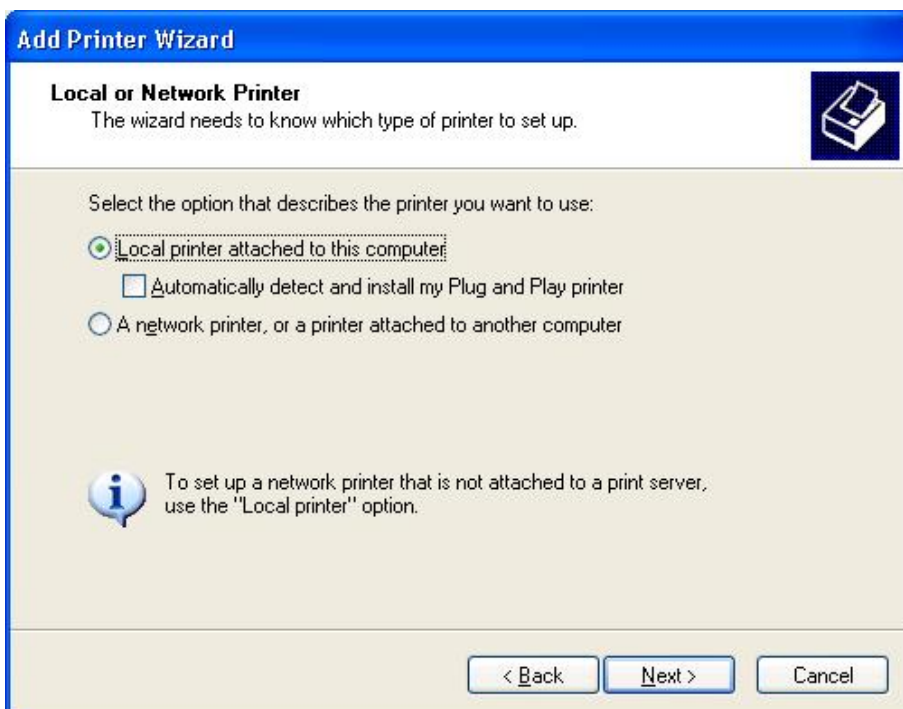 Add Printer Wizard
Local or Network Printer
The wizard needs to know which type of printer to set up.
Select the option that describes the printer you want to use:
Local printer attached to this computer
Automatically detect and install my Plug and Play printer
A network printer, or a printer attached to another computer
To set up a network printer that is not attached to a print server,
use the "Local printer" option.
< Back
Next >
Cancel